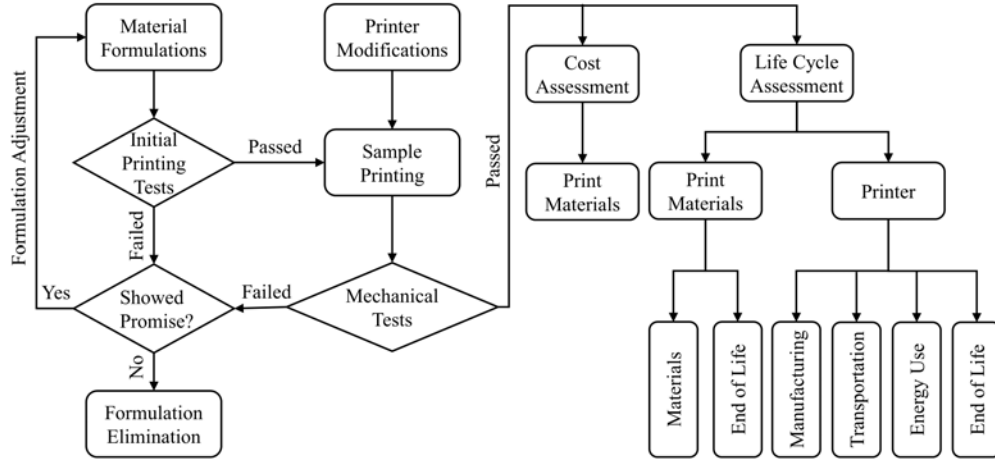 Material
Formulations
Printer
Modifications
Cost
Assessment
Life Cycle
Assessment
Formulation Adjustment
Initial
Printing
Tests
Passed
Sample
Printing
Passed
Print
Materials
Print
Materials
Printer
Failed
Yes
Showed
Promise?
Failed
Mechanical
Tests
No
Formulation
Elimination
Materials
End of Life
Manufacturing
Transportation
Energy Use
End of Life